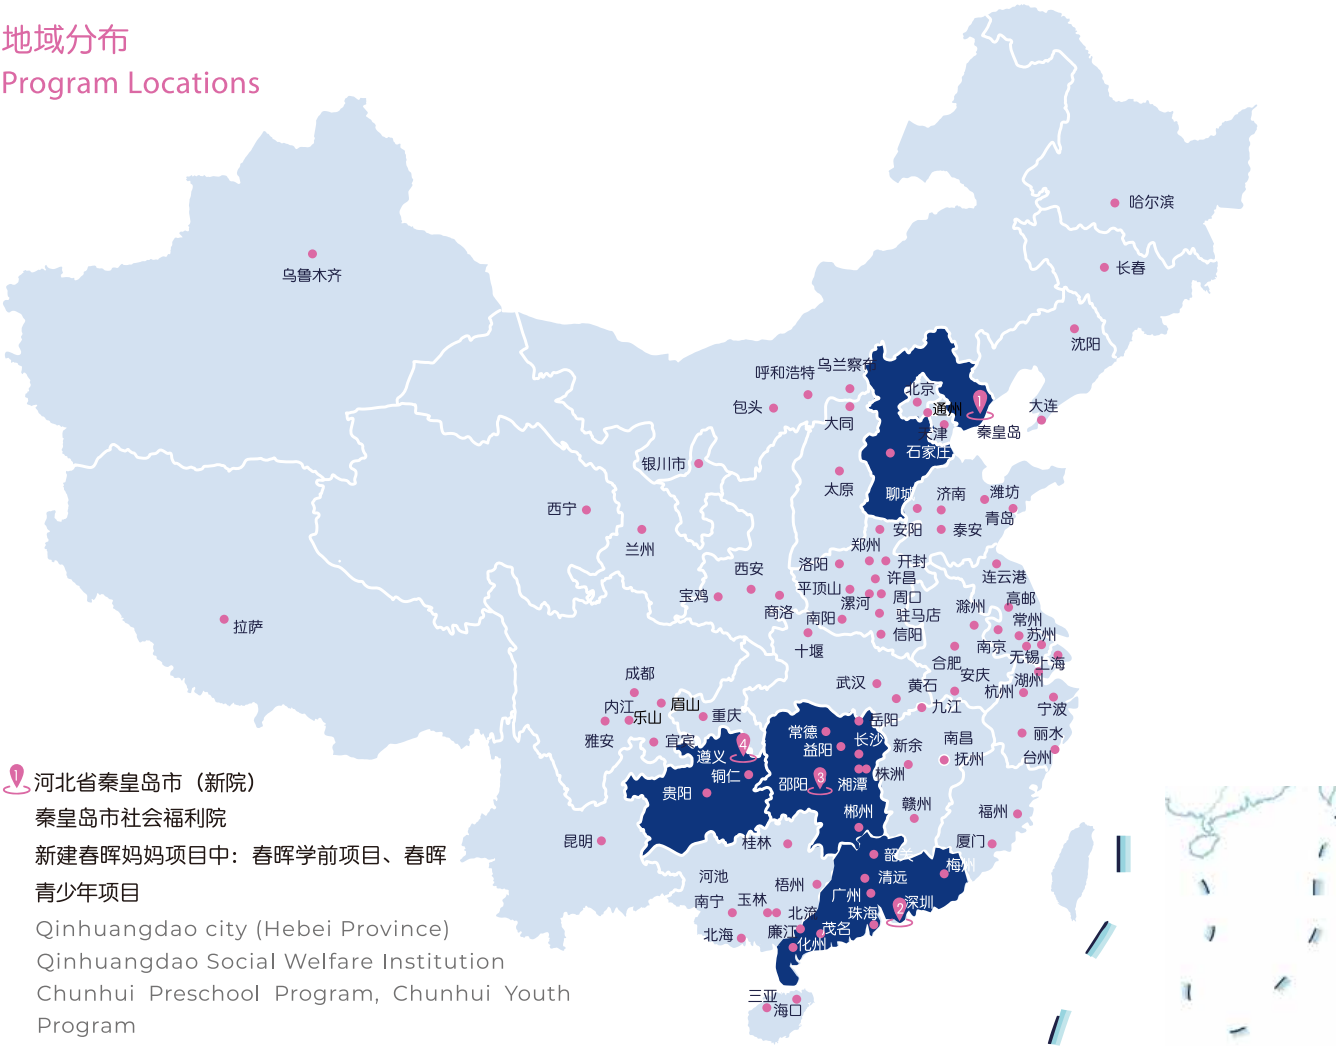 地域分布
Program Locations
哈尔滨
长春
乌鲁木齐
沈阳
乌兰察布
呼和浩特
北京
包头
大同
通州
1
大连
天津
秦皇岛
石家庄
银川市
太原
聊城
济南
潍坊
西宁
青岛
安阳
泰安
兰州
郑州
洛阳
开封
西安
许昌
连云港
宝鸡
平顶山
商洛
漯河
周口
滁州
高邮
南阳
驻马店
常州
拉萨
信阳
苏州
十堰
南京
无锡
合肥
上海
成都
安庆
湖州
武汉
黄石
杭州
眉山
内江
乐山
重庆
九江
宁波
岳阳
雅安
宜宾
常德
长沙
丽水
4
益阳
新余
南昌
台州
遵义
抚州
铜仁
3
株洲
1
河北省秦皇岛市（新院）
邵阳
湘潭
贵阳
赣州
郴州
福州
秦皇岛市社会福利院
昆明
桂林
厦门
新建春晖妈妈项目中：春晖学前项目、春晖
韶关
梅州
河池
清远
梧州
青少年项目
广州
南宁
玉林
2
深圳
北流
珠海
Qinhuangdao city (Hebei Province)
北海
廉江
茂名
化州
Qinhuangdao Social Welfare Institution
Chunhui Preschool Program, Chunhui Youth
三亚
海口
Program